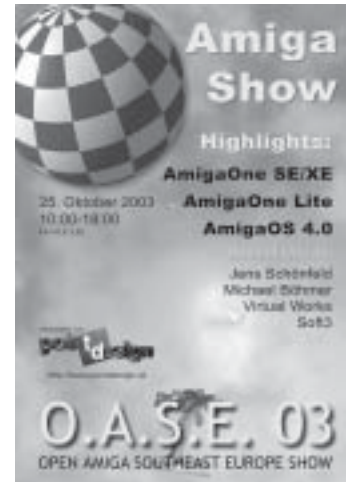 Amiga
Show
Highlights:
AmigaOne SE/XE
25. Oktober 2003
AmigaOne Lite
10:00-18:00
AmigaOS 4.0
Jens Schönfeld
Michael Böhmer
Virtual Works
Soft3
O.A.S.E. 03
OPEN AMIGA SOUTHEAST EUROPE SHOW